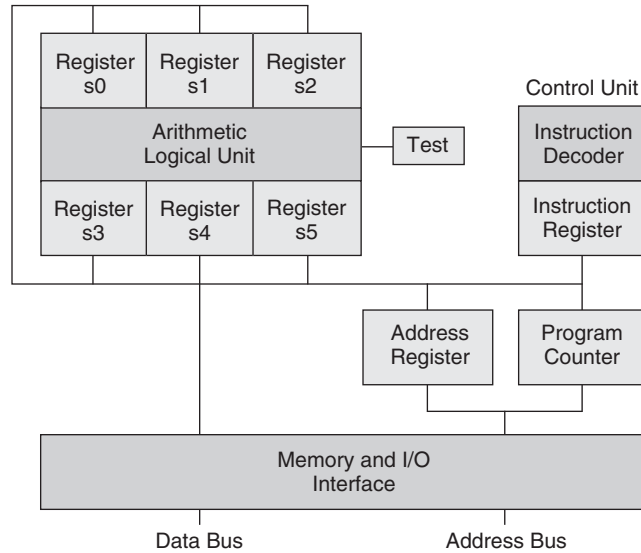 Register
s0
Register
s1
Register
s2
Control Unit
Arithmetic
Logical Unit
Test
Instruction
Decoder
Register
s3
Register
s4
Register
s5
Instruction
Register
Address
Register
Program
Counter
Memory and I/O
Interface
Data Bus
Address Bus